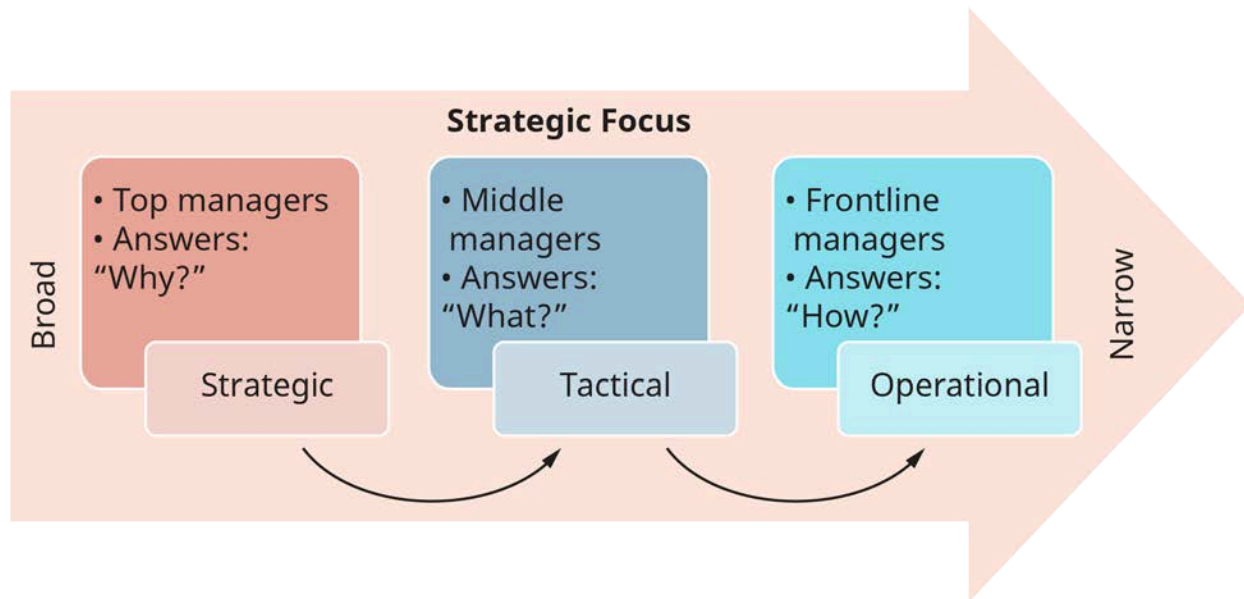 Strategic Focus
Broad
• Top managers
• Answers:
“Why?”
Strategic
• Middle
managers
• Answers:
“What?”
Tactical
• Frontline
managers
• Answers:
“How?”
Operational
Narrow